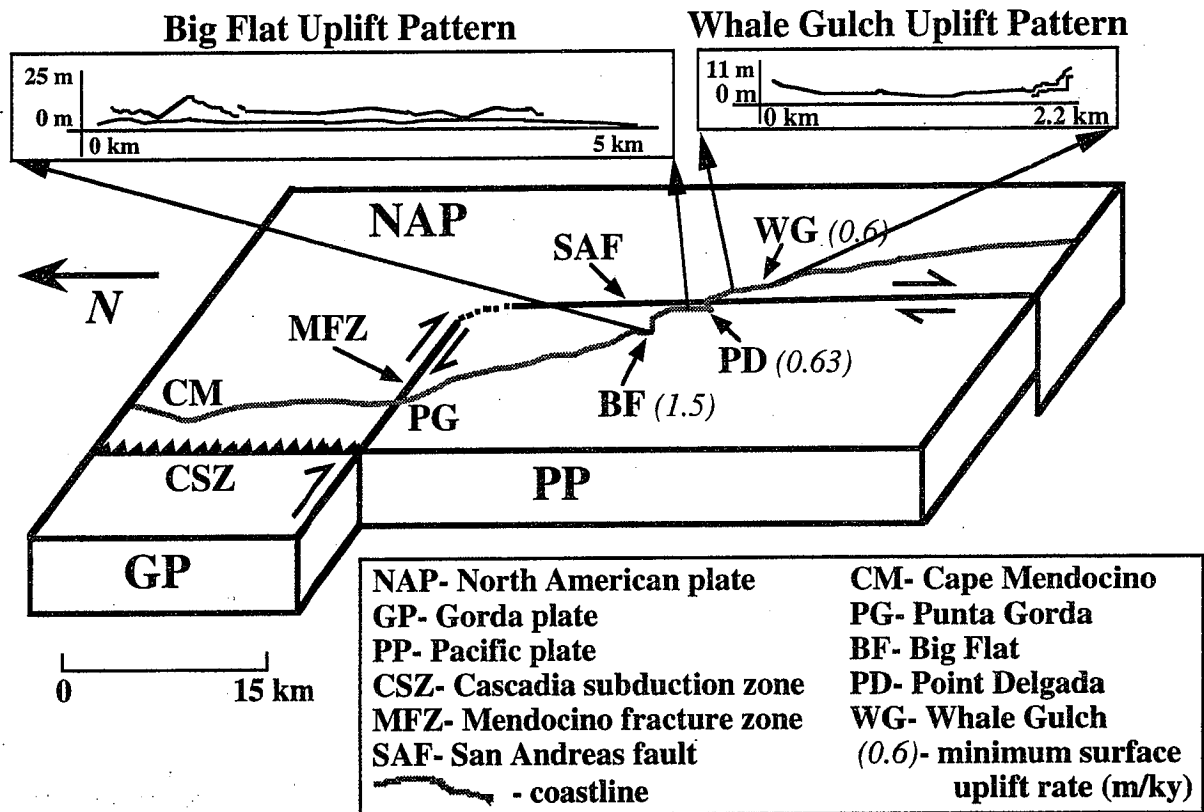 Big Flat Uplift Pattern
Whale Gulch Uplift Pattern
25 m
0 m
0 km
5 km
11 m
0 m
0 km
2.2 km
NAP
SAF
WG (0.6)
N
MFZ
PD (0.63)
CM
PG
BF (1.5)
CSZ
PP
GP
0
15 km
NAP- North American plate
GP- Gorda plate
PP- Pacific plate
CSZ- Cascadia subduction zone
MFZ- Mendocino fracture zone
SAF- San Andreas fault
- coastline
CM- Cape Mendocino
PG- Punta Gorda
BF- Big Flat
PD- Point Delgada
WG- Whale Gulch
(0.6)- minimum surface
uplift rate (m/ky)